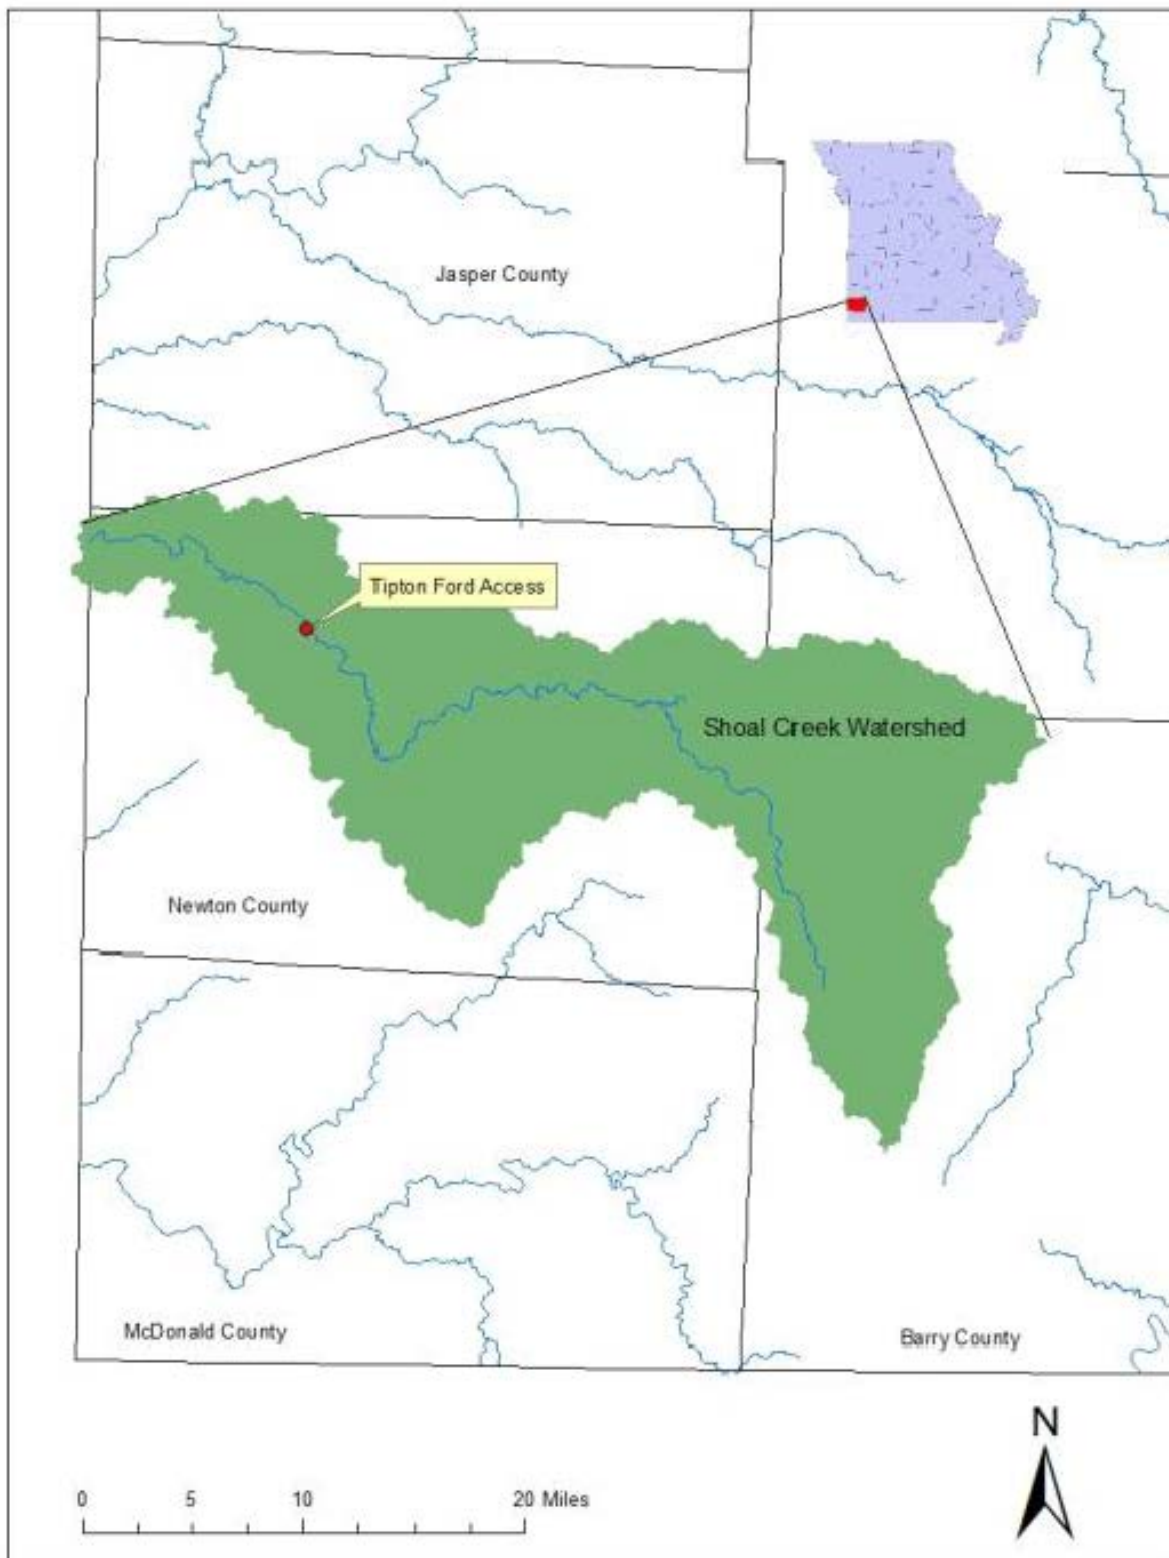 Jasper County
Tipton Ford Access
Shoal Creek Watershed
Newton County
McDonald County
Barry County
N
0 5 10 20 Miles